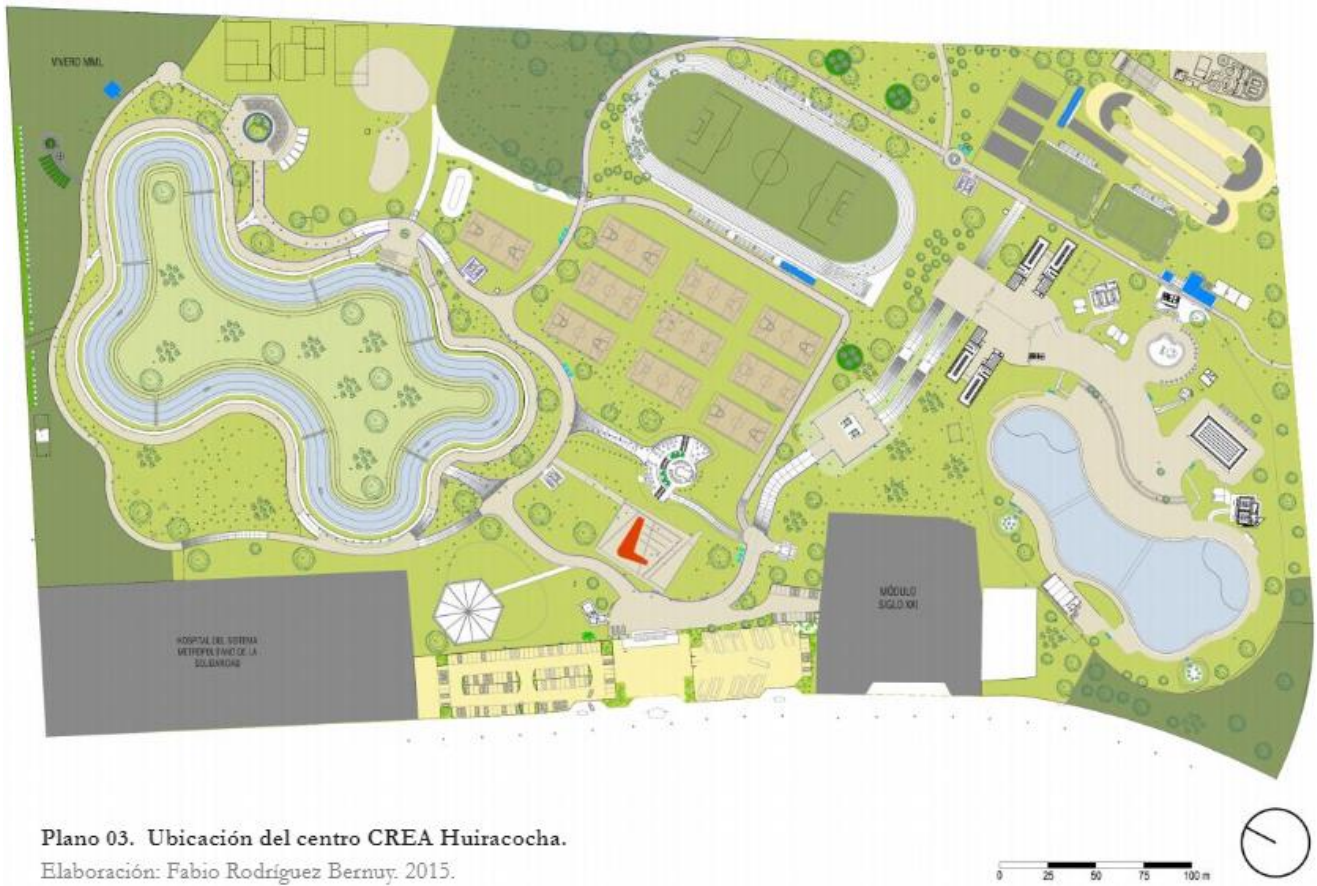 VIVERO MML
HOSPITAL DEL SISTEMA
METROPOLITANO DE LA
SOLIDARIDAD
MÓDULO
SIGLO XXI
Plano 03. Ubicación del centro CREA Huiracocha.
Elaboración: Fabio Rodríguez Bernuy. 2015.
0 25 50 75 100 m